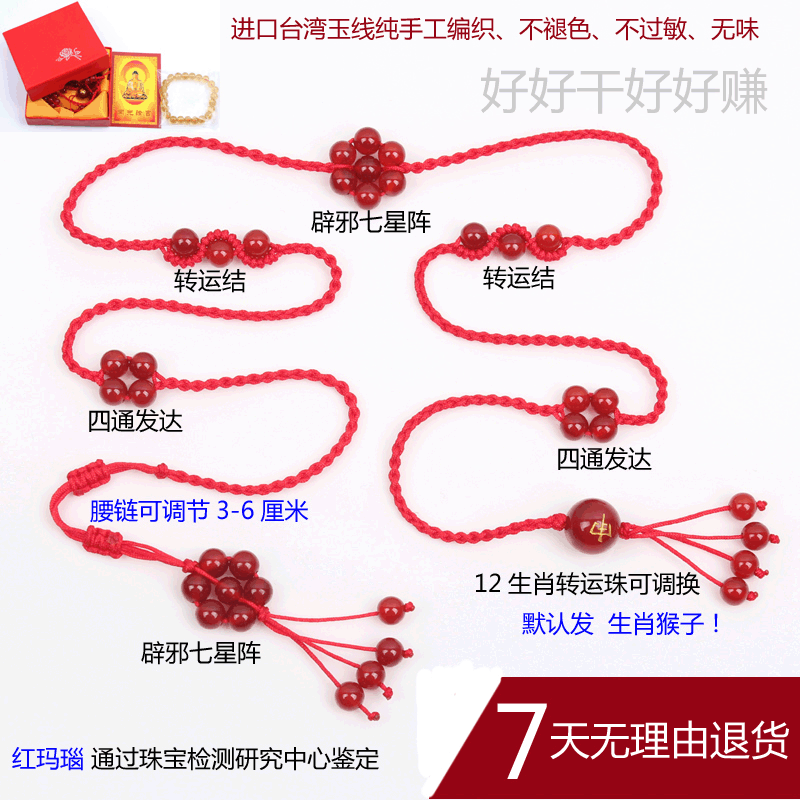 进口台湾玉线纯手工编织、不褪色、不过敏、无味
好好干好好赚
辟邪七星阵
转运结
转运结
四通发达
四通发达
腰链可调节 3-6 厘米
12 生肖转运珠可调换
默认发 生肖猴子！
辟邪七星阵
红玛瑙 通过珠宝检测研究中心鉴定
7天无理由退货